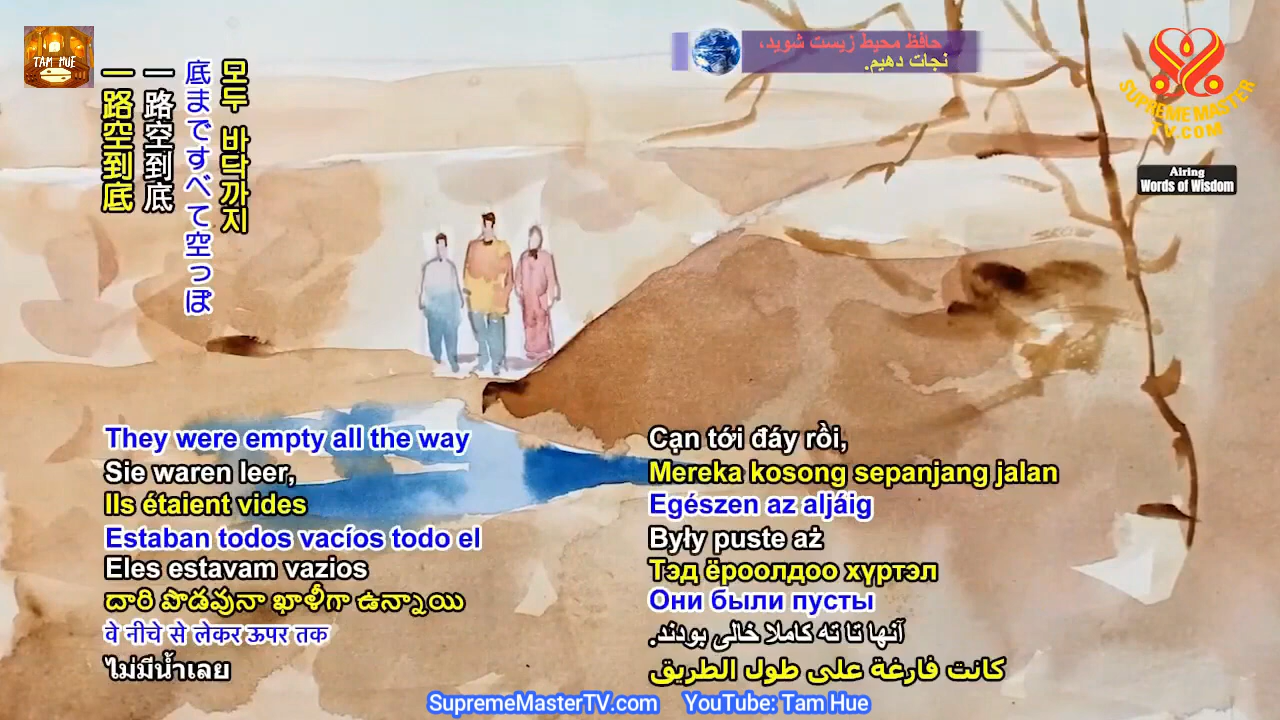 TAM HUE
حافظ محیط زیست شوید،
نجات دهیم.
SUPREME MASTER
TV.COM
Airing
Words of Wisdom
모두 바닥까지
底まですべて空っぽ
一路空到底
一路空到底
They were empty all the way
Sie waren leer,
Ils étaient vides
Estaban todos vacíos todo el
Eles estavam vazios
దారి పొడవునా ఖాళీగా ఉన్నాయి
वे नीचे से लेकर ऊपर तक
ไม่มีน้ำเลย
Cạn tới đáy rồi,
Mereka kosong sepanjang jalan
Egészen az aljáig
Były puste aż
Тэд ёроолдоо хүртэл
Они были пусты
آنها تا ته کاملا خالی بودند.
كانت فارغة على طول الطريق
SupremeMasterTV.com YouTube: Tam Hue